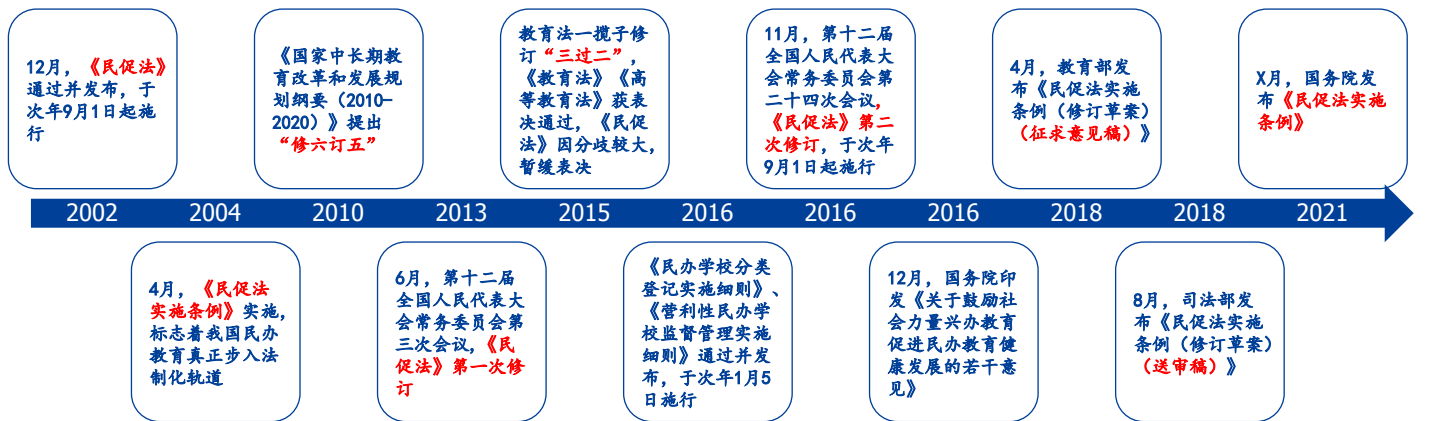 12月，《民促法》
通过并发布，于
次年9月1日起施
行
《国家中长期教
育改革和发展规
划纲要（2010-
2020）》提出
“修六订五”
教育法一揽子修
订“三过二”，
《教育法》《高
等教育法》获表
决通过，《民促
法》因分歧较大，
暂缓表决
11月，第十二届
全国人民代表大
会常务委员会第
二十四次会议，
《民促法》第二
次修订，于次年
9月1日起施行
4月，教育部发
布《民促法实施
条例（修订草案）
（征求意见稿）》
X月，国务院发
布《民促法实施
条例》
2002 2004 2010 2013 2015 2016 2016 2016 2018 2018 2021
4月，《民促法
实施条例》实施，
标志着我国民办
教育真正步入法
制化轨道
6月，第十二届
全国人民代表大
会常务委员会第
三次会议，《民
促法》第一次修
订
《民办学校分类
登记实施细则》、
《营利性民办学
校监督管理实施
细则》通过并发
布，于次年1月5
日施行
12月，国务院印
发《关于鼓励社
会力量兴办教育
促进民办教育健
康发展的若干意
见》
8月，司法部发
布《民促法实施
条例（修订草案）
（送审稿）》